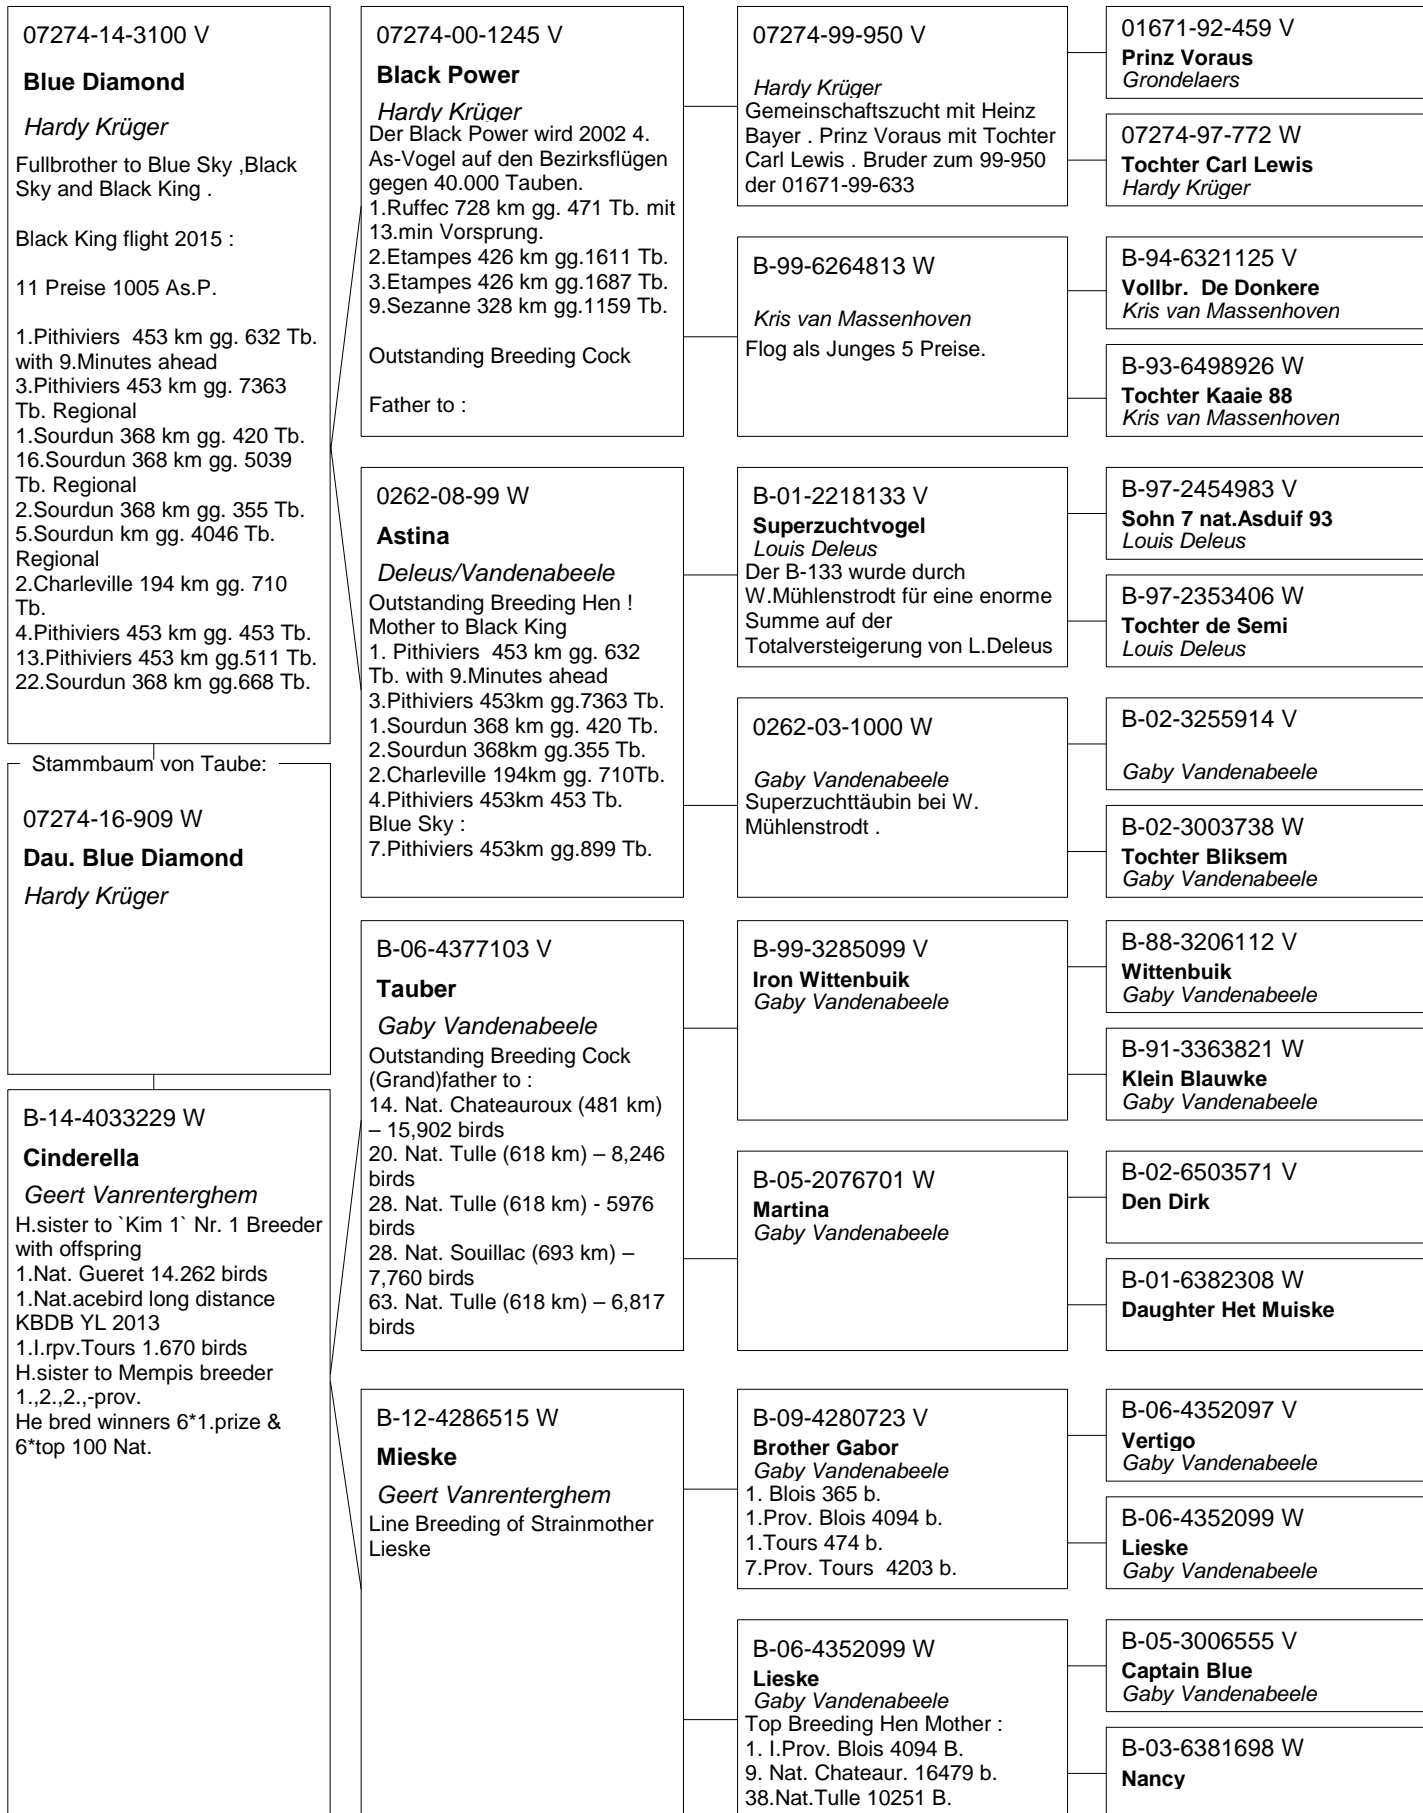 07274-14-3100 V
Blue Diamond
Hardy Krüger
Fullbrother to Blue Sky ,Black
Sky and Black King .
Black King flight 2015 :
11 Preise 1005 As.P.
1.Pithiviers  453 km gg. 632 Tb.
with 9.Minutes ahead
3.Pithiviers 453 km gg. 7363
Tb. Regional
1.Sourdun 368 km gg. 420 Tb.
16.Sourdun 368 km gg. 5039
Tb. Regional
2.Sourdun 368 km gg. 355 Tb.
5.Sourdun km gg. 4046 Tb.
Regional
2.Charleville 194 km gg. 710
Tb.
4.Pithiviers 453 km gg. 453 Tb.
13.Pithiviers 453 km gg.511 Tb.
22.Sourdun 368 km gg.668 Tb.
Stammbaum von Taube:
07274-16-909 W
Dau. Blue Diamond
Hardy Krüger
B-14-4033229 W
Cinderella
Geert Vanrenterghem
H.sister to `Kim 1` Nr. 1 Breeder
with offspring
1.Nat. Gueret 14.262 birds
1.Nat.acebird long distance
KBDB YL 2013
1.I.rpv.Tours 1.670 birds
H.sister to Mempis breeder
1.,2.,2.,-prov.
He bred winners 6*1.prize &
6*top 100 Nat.
07274-00-1245 V
Black Power
Hardy Krüger
Der Black Power wird 2002 4.
As-Vogel auf den Bezirksflügen
gegen 40.000 Tauben.
1.Ruffec 728 km gg. 471 Tb. mit
13.min Vorsprung.
2.Etampes 426 km gg.1611 Tb.
3.Etampes 426 km gg.1687 Tb.
9.Sezanne 328 km gg.1159 Tb.
Outstanding Breeding Cock
Father to :
0262-08-99 W
Astina
Deleus/Vandenabeele
Outstanding Breeding Hen !
Mother to Black King
1. Pithiviers  453 km gg. 632
Tb. with 9.Minutes ahead
3.Pithiviers 453km gg.7363 Tb.
1.Sourdun 368 km gg. 420 Tb.
2.Sourdun 368km gg.355 Tb.
2.Charleville 194km gg. 710Tb.
4.Pithiviers 453km 453 Tb.
Blue Sky :
7.Pithiviers 453km gg.899 Tb.
B-06-4377103 V
Tauber
Gaby Vandenabeele
Outstanding Breeding Cock
(Grand)father to :
14. Nat. Chateauroux (481 km)
– 15,902 birds
20. Nat. Tulle (618 km) – 8,246
birds
28. Nat. Tulle (618 km) - 5976
birds
28. Nat. Souillac (693 km) –
7,760 birds
63. Nat. Tulle (618 km) – 6,817
birds
B-12-4286515 W
Mieske
Geert Vanrenterghem
Line Breeding of Strainmother
Lieske
07274-99-950 V
Hardy Krüger
Gemeinschaftszucht mit Heinz
Bayer . Prinz Voraus mit Tochter
Carl Lewis . Bruder zum 99-950
der 01671-99-633
B-99-6264813 W
Kris van Massenhoven
Flog als Junges 5 Preise.
B-01-2218133 V
Superzuchtvogel
Louis Deleus
Der B-133 wurde durch
W.Mühlenstrodt für eine enorme
Summe auf der
Totalversteigerung von L.Deleus
0262-03-1000 W
Gaby Vandenabeele
Superzuchttäubin bei W.
Mühlenstrodt .
B-99-3285099 V
Iron Wittenbuik
Gaby Vandenabeele
B-05-2076701 W
Martina
Gaby Vandenabeele
B-09-4280723 V
Brother Gabor
Gaby Vandenabeele
1. Blois 365 b.
1.Prov. Blois 4094 b.
1.Tours 474 b.
7.Prov. Tours  4203 b.
B-06-4352099 W
Lieske
Gaby Vandenabeele
Top Breeding Hen Mother :
1. I.Prov. Blois 4094 B.
9. Nat. Chateaur. 16479 b.
38.Nat.Tulle 10251 B.
01671-92-459 V
Prinz Voraus
Grondelaers
07274-97-772 W
Tochter Carl Lewis
Hardy Krüger
B-94-6321125 V
Vollbr.  De Donkere
Kris van Massenhoven
B-93-6498926 W
Tochter Kaaie 88
Kris van Massenhoven
B-97-2454983 V
Sohn 7 nat.Asduif 93
Louis Deleus
B-97-2353406 W
Tochter de Semi
Louis Deleus
B-02-3255914 V
Gaby Vandenabeele
B-02-3003738 W
Tochter Bliksem
Gaby Vandenabeele
B-88-3206112 V
Wittenbuik
Gaby Vandenabeele
B-91-3363821 W
Klein Blauwke
Gaby Vandenabeele
B-02-6503571 V
Den Dirk
B-01-6382308 W
Daughter Het Muiske
B-06-4352097 V
Vertigo
Gaby Vandenabeele
B-06-4352099 W
Lieske
Gaby Vandenabeele
B-05-3006555 V
Captain Blue
Gaby Vandenabeele
B-03-6381698 W
Nancy